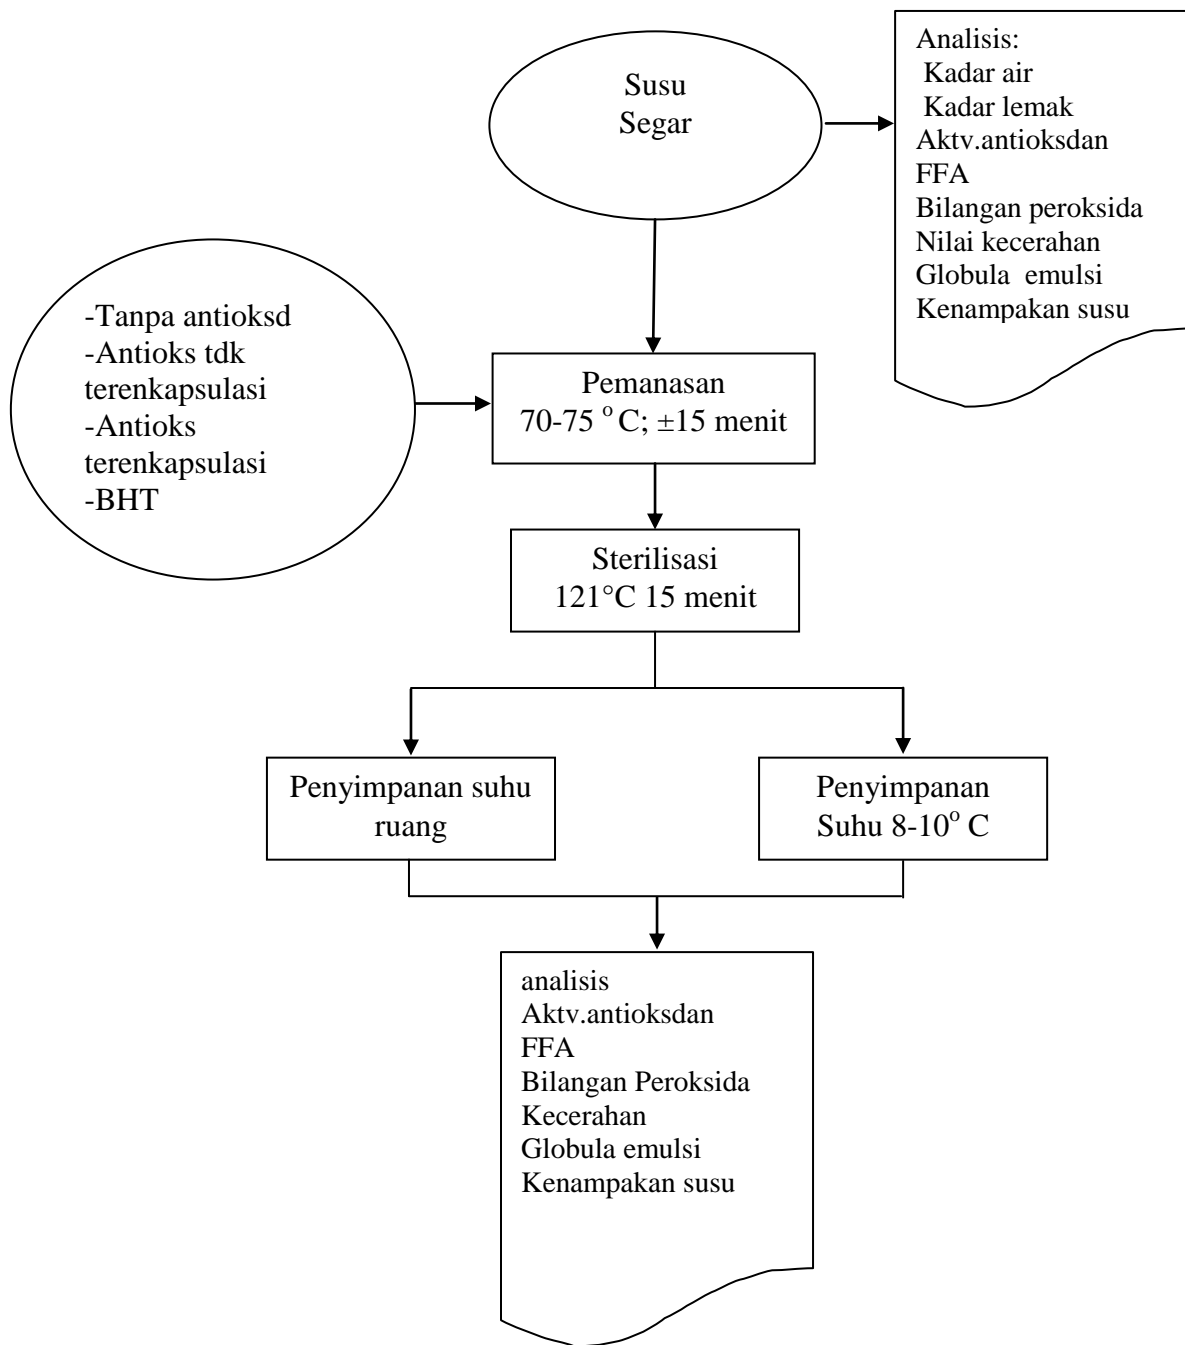 Susu
Segar
Analisis:
Kadar air
Kadar lemak
Aktv.antioksdan
FFA
Bilangan peroksida
Nilai kecerahan
Globula emulsi
Kenampakan susu
-Tanpa antioksd
-Antioks tdk
terenkapsulasi
-Antioks
terenkapsulasi
-BHT
Pemanasan
70-75 ° C; ±15 menit
Sterilisasi
121°C 15 menit
Penyimpanan suhu
ruang
Penyimpanan
Suhu 8-10° C
analisis
Aktv.antioksdan
FFA
Bilangan Peroksida
Kecerahan
Globula emulsi
Kenampakan susu